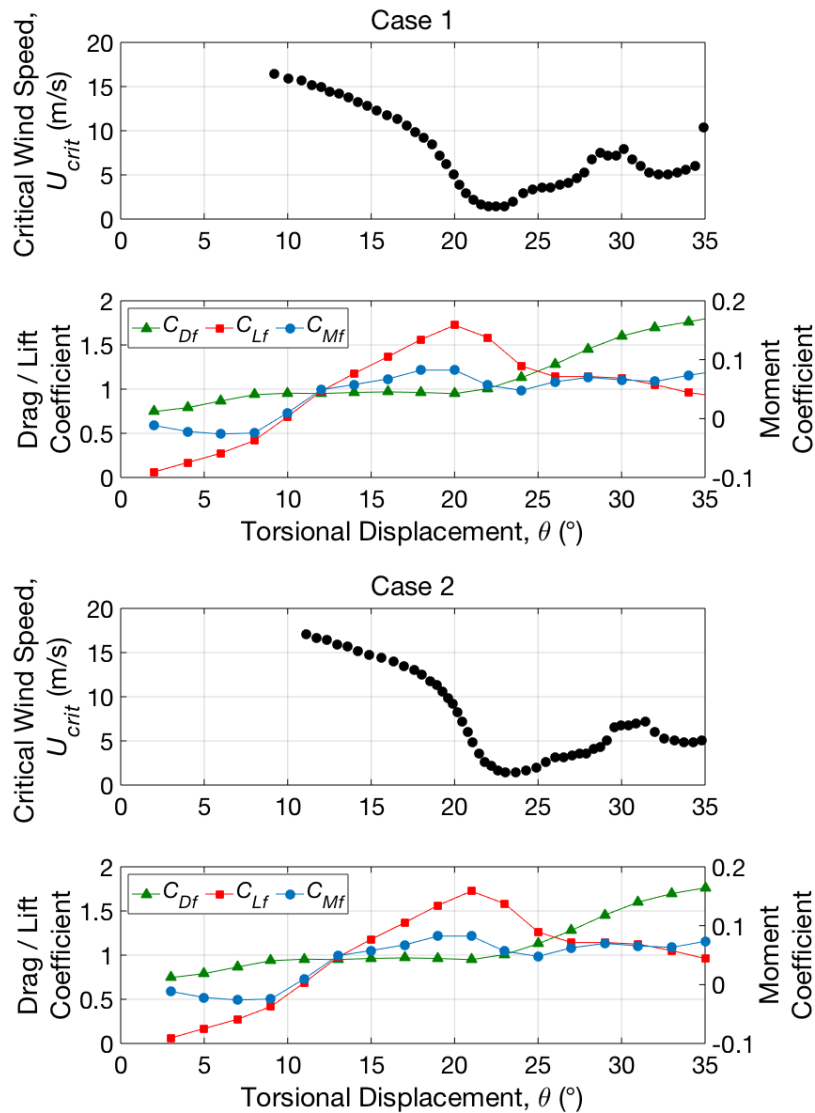 Case 1
Critical Wind Speed,
U_crit (m/s)
20
15
10
5
0
0 5 10 15 20 25 30 35
Drag / Lift
Coefficient
2
1.5
1
0.5
0
C_Df C_Lf C_Mf
0.2
0.1
0
-0.1
Moment
Coefficient
0 5 10 15 20 25 30 35
Torsional Displacement, θ (°)
Case 2
Critical Wind Speed,
U_crit (m/s)
20
15
10
5
0
0 5 10 15 20 25 30 35
Drag / Lift
Coefficient
2
1.5
1
0.5
0
C_Df C_Lf C_Mf
0.2
0.1
0
-0.1
Moment
Coefficient
0 5 10 15 20 25 30 35
Torsional Displacement, θ (°)